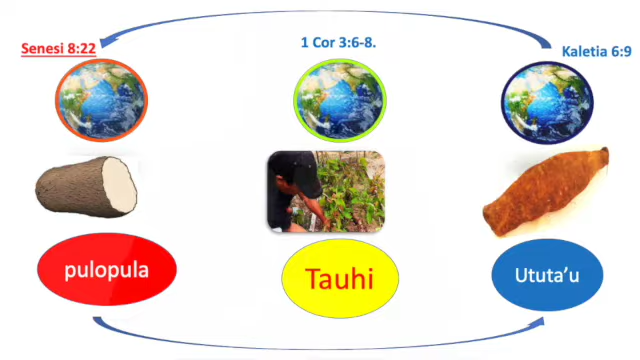 Senesi 8:22
1 Cor 3:6-8.
Kaletia 6:9
pulopula
Tauhi
Ututa’u